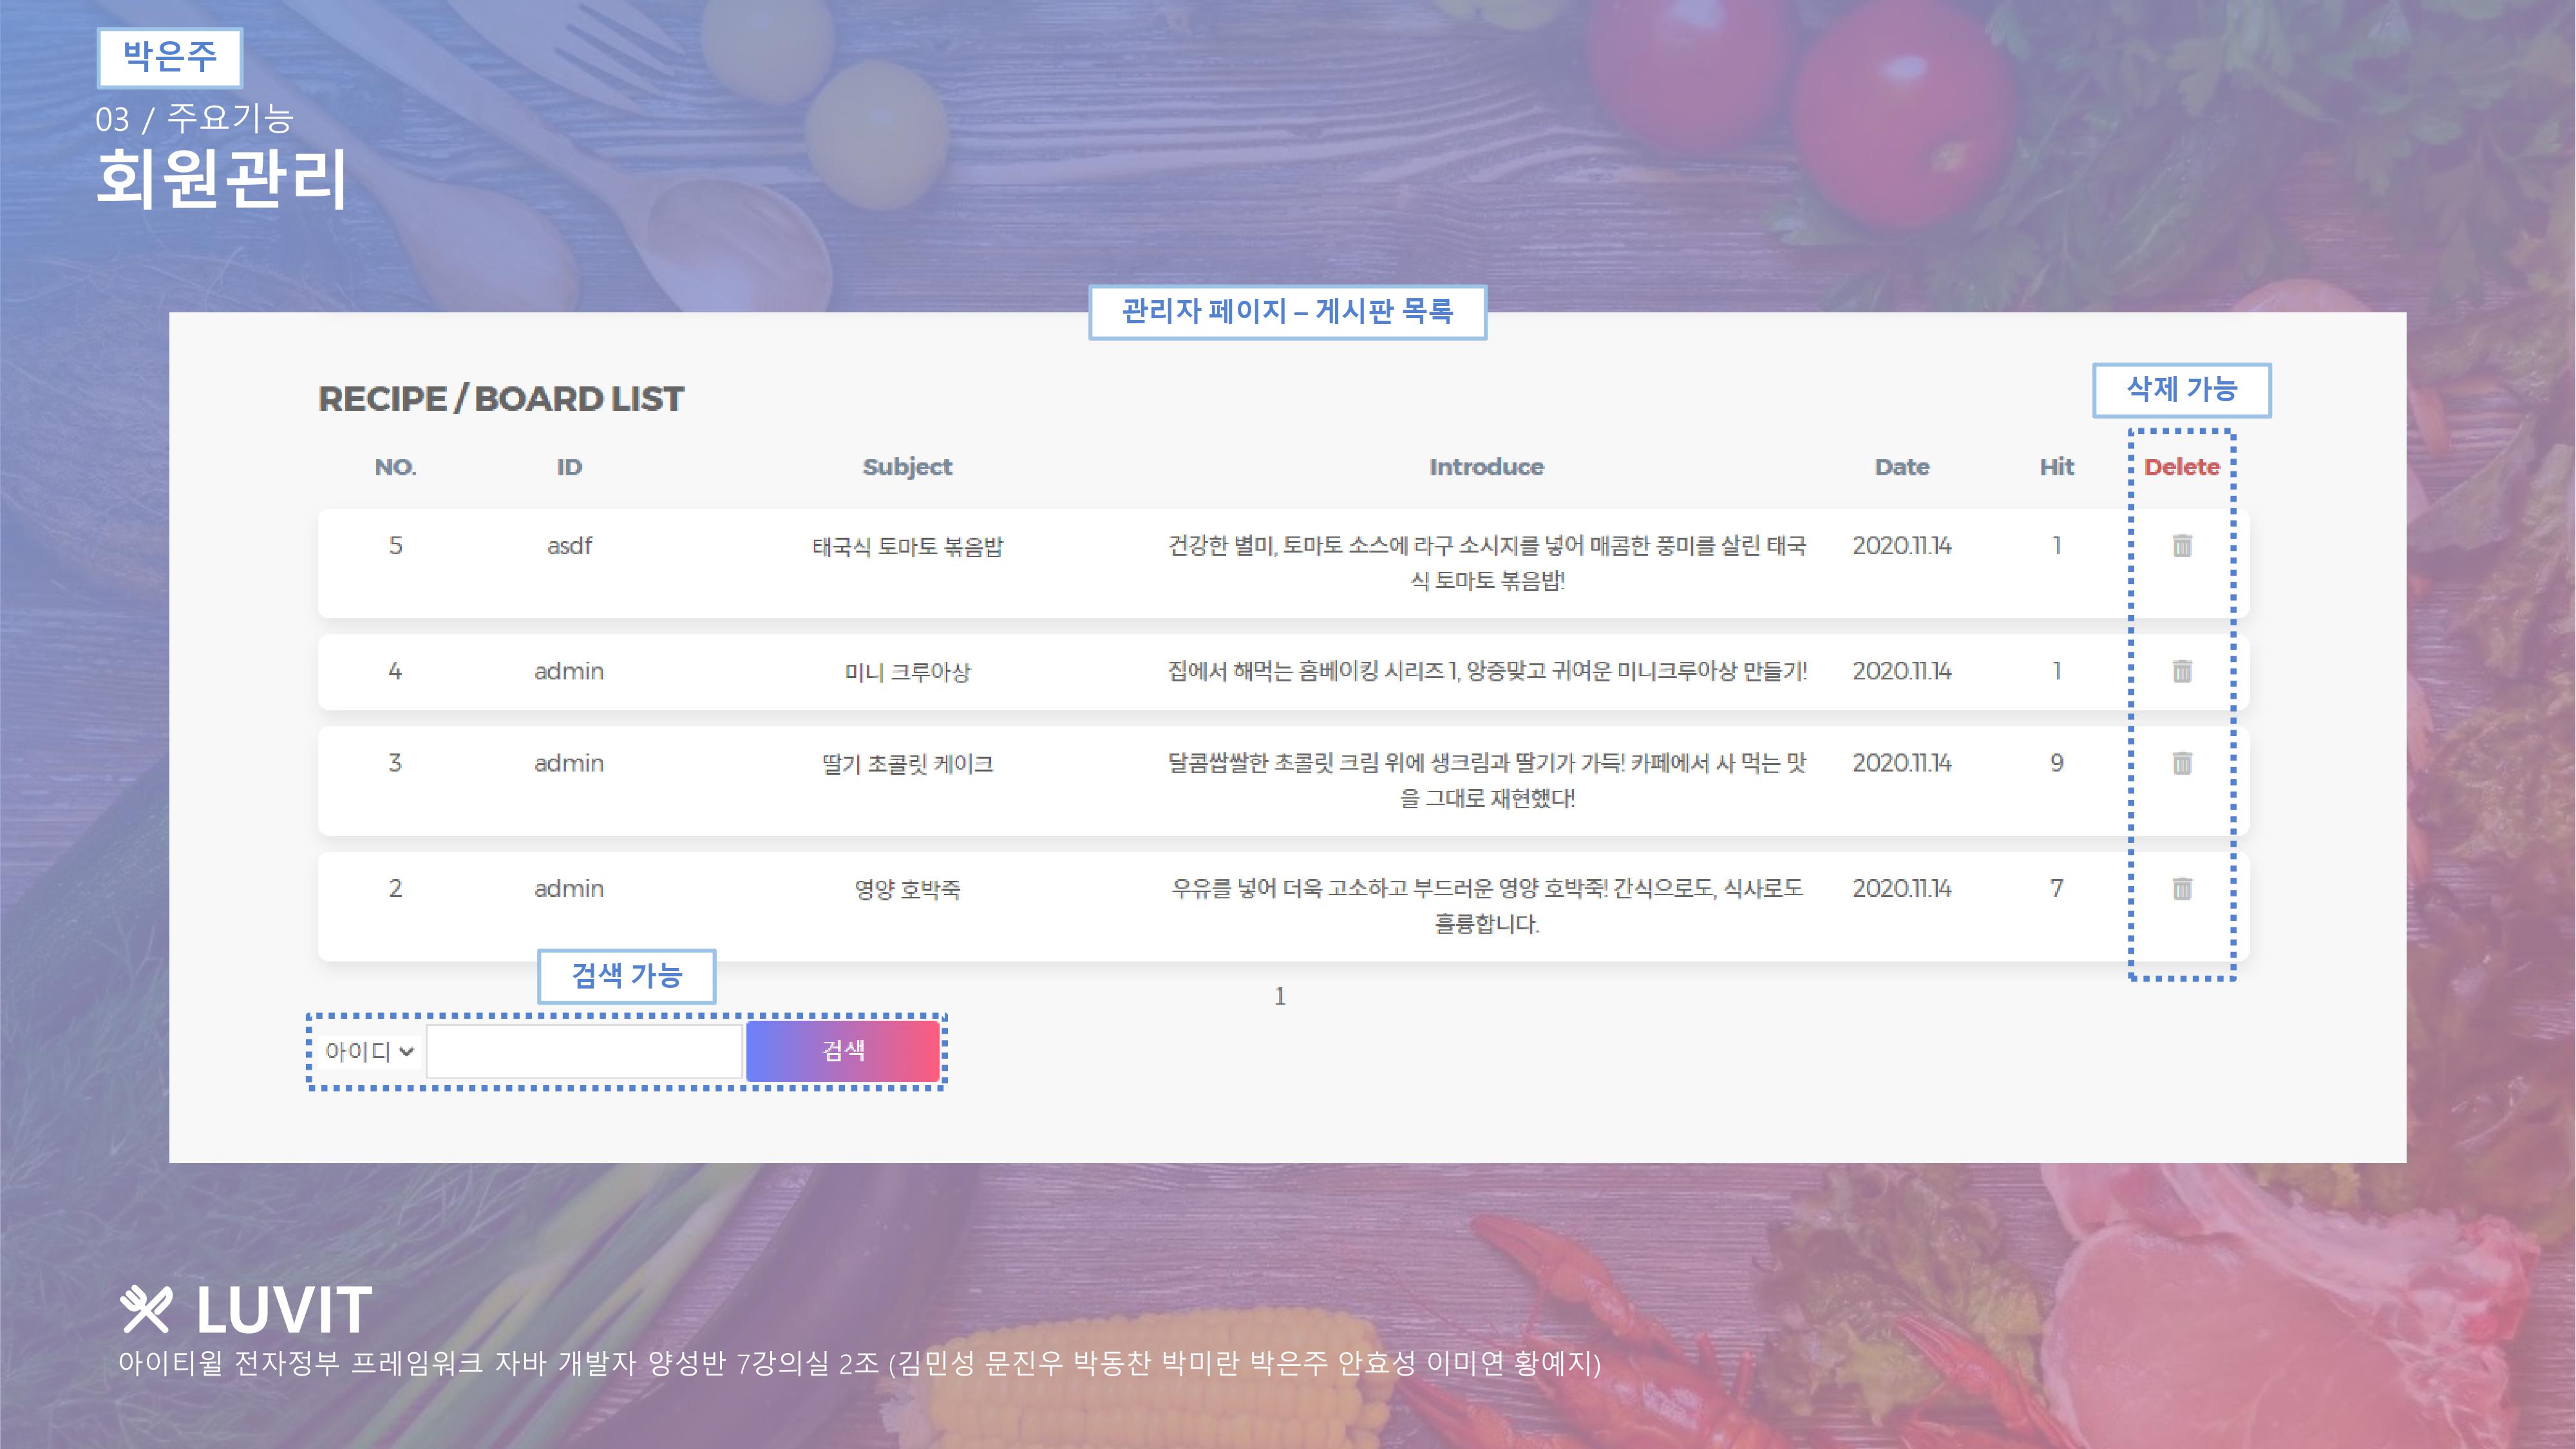 박은주
03 / 주요기능
회원관리
관리자 페이지 – 게시판 목록
RECIPE / BOARD LIST
삭제 가능
NO. ID Subject Introduce Date Hit Delete
5 asdf 태국식 토마토 볶음밥 건강한 별미, 토마토 소스에 라구 소시지를 넣어 매콤한 풍미를 살린 태국 2020.11.14 1
식 토마토 볶음밥!
4 admin 미니 크루아상 집에서 해먹는 홈베이킹 시리즈 1, 앙증맞고 귀여운 미니크루아상 만들기! 2020.11.14 1
3 admin 딸기 초콜릿 케이크 달콤쌉쌀한 초콜릿 크림 위에 생크림과 딸기가 가득! 카페에서 사 먹는 맛 2020.11.14 9
을 그대로 재현했다!
2 admin 영양 호박죽 우유를 넣어 더욱 고소하고 부드러운 영양 호박죽! 간식으로도, 식사로도 2020.11.14 7
훌륭합니다.
검색 가능
1
아이디 검색
LUVIT
아이티윌 전자정부 프레임워크 자바 개발자 양성반 7강의실 2조 (김민성 문진우 박동찬 박미란 박은주 안효성 이미연 황예지)